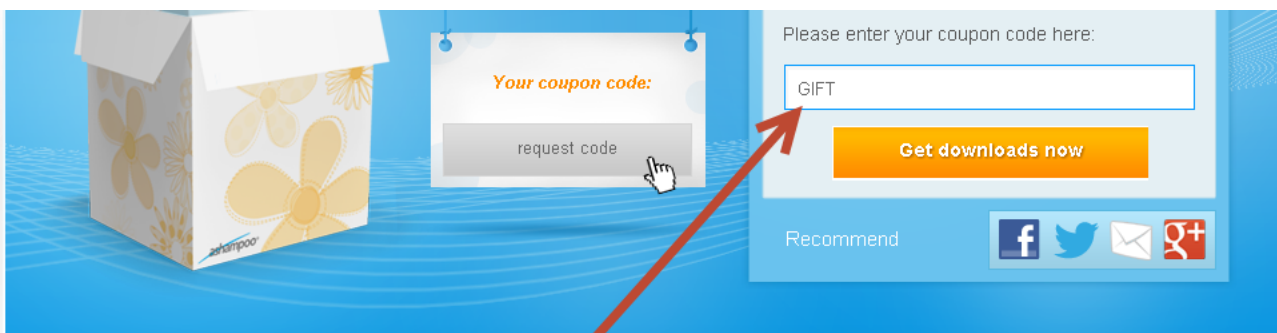 Your coupon code:
request code
ashampoo
Please enter your coupon code here:
GIFT
Get downloads now
Recommend
f
g+